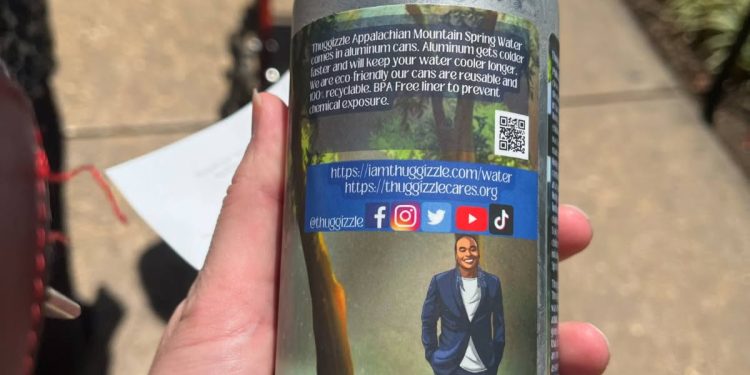 Thuggizzle Appalachian Mountain Spring Water
comes in aluminum cans. Aluminum gets colder
faster and will keep your water cooler longer.
We are eco friendly our cans are reusable and
100% recyclable. BPA Free liner to prevent
chemical exposure.
https://iamthuggizzle.com/water
https://thuggizzlecares.org
@thuggizzle